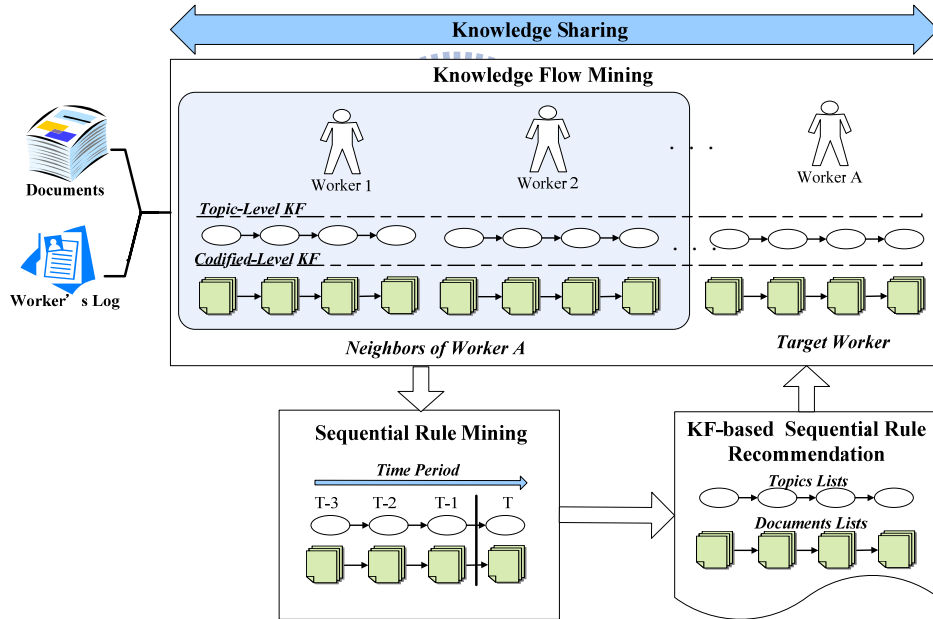 Knowledge Sharing
Knowledge Flow Mining
Documents
Worker’s Log
Worker 1
Worker 2
. . .
Worker A
Topic-Level KF
. . .
Codified-Level KF
Neighbors of Worker A
Target Worker
Sequential Rule Mining
Time Period
T-3 T-2 T-1 T
KF-based Sequential Rule
Recommendation
Topics Lists
Documents Lists